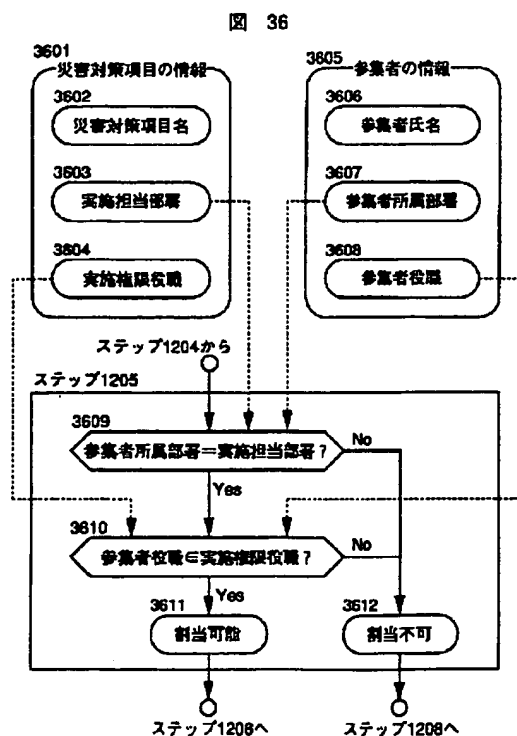 図 36
3601
災害対策項目の情報
3602
災害対策項目名
3603
実施担当部署
3604
実施権限役職
3605
参集者の情報
3606
参集者氏名
3607
参集者所属部署
3608
参集者役職
ステップ1204から
ステップ1205
3609
参集者所属部署＝実施担当部署？
No
Yes
3610
参集者役職∈実施権限役職？
No
Yes
3611
割当可能
3612
割当不可
ステップ1206へ
ステップ1208へ